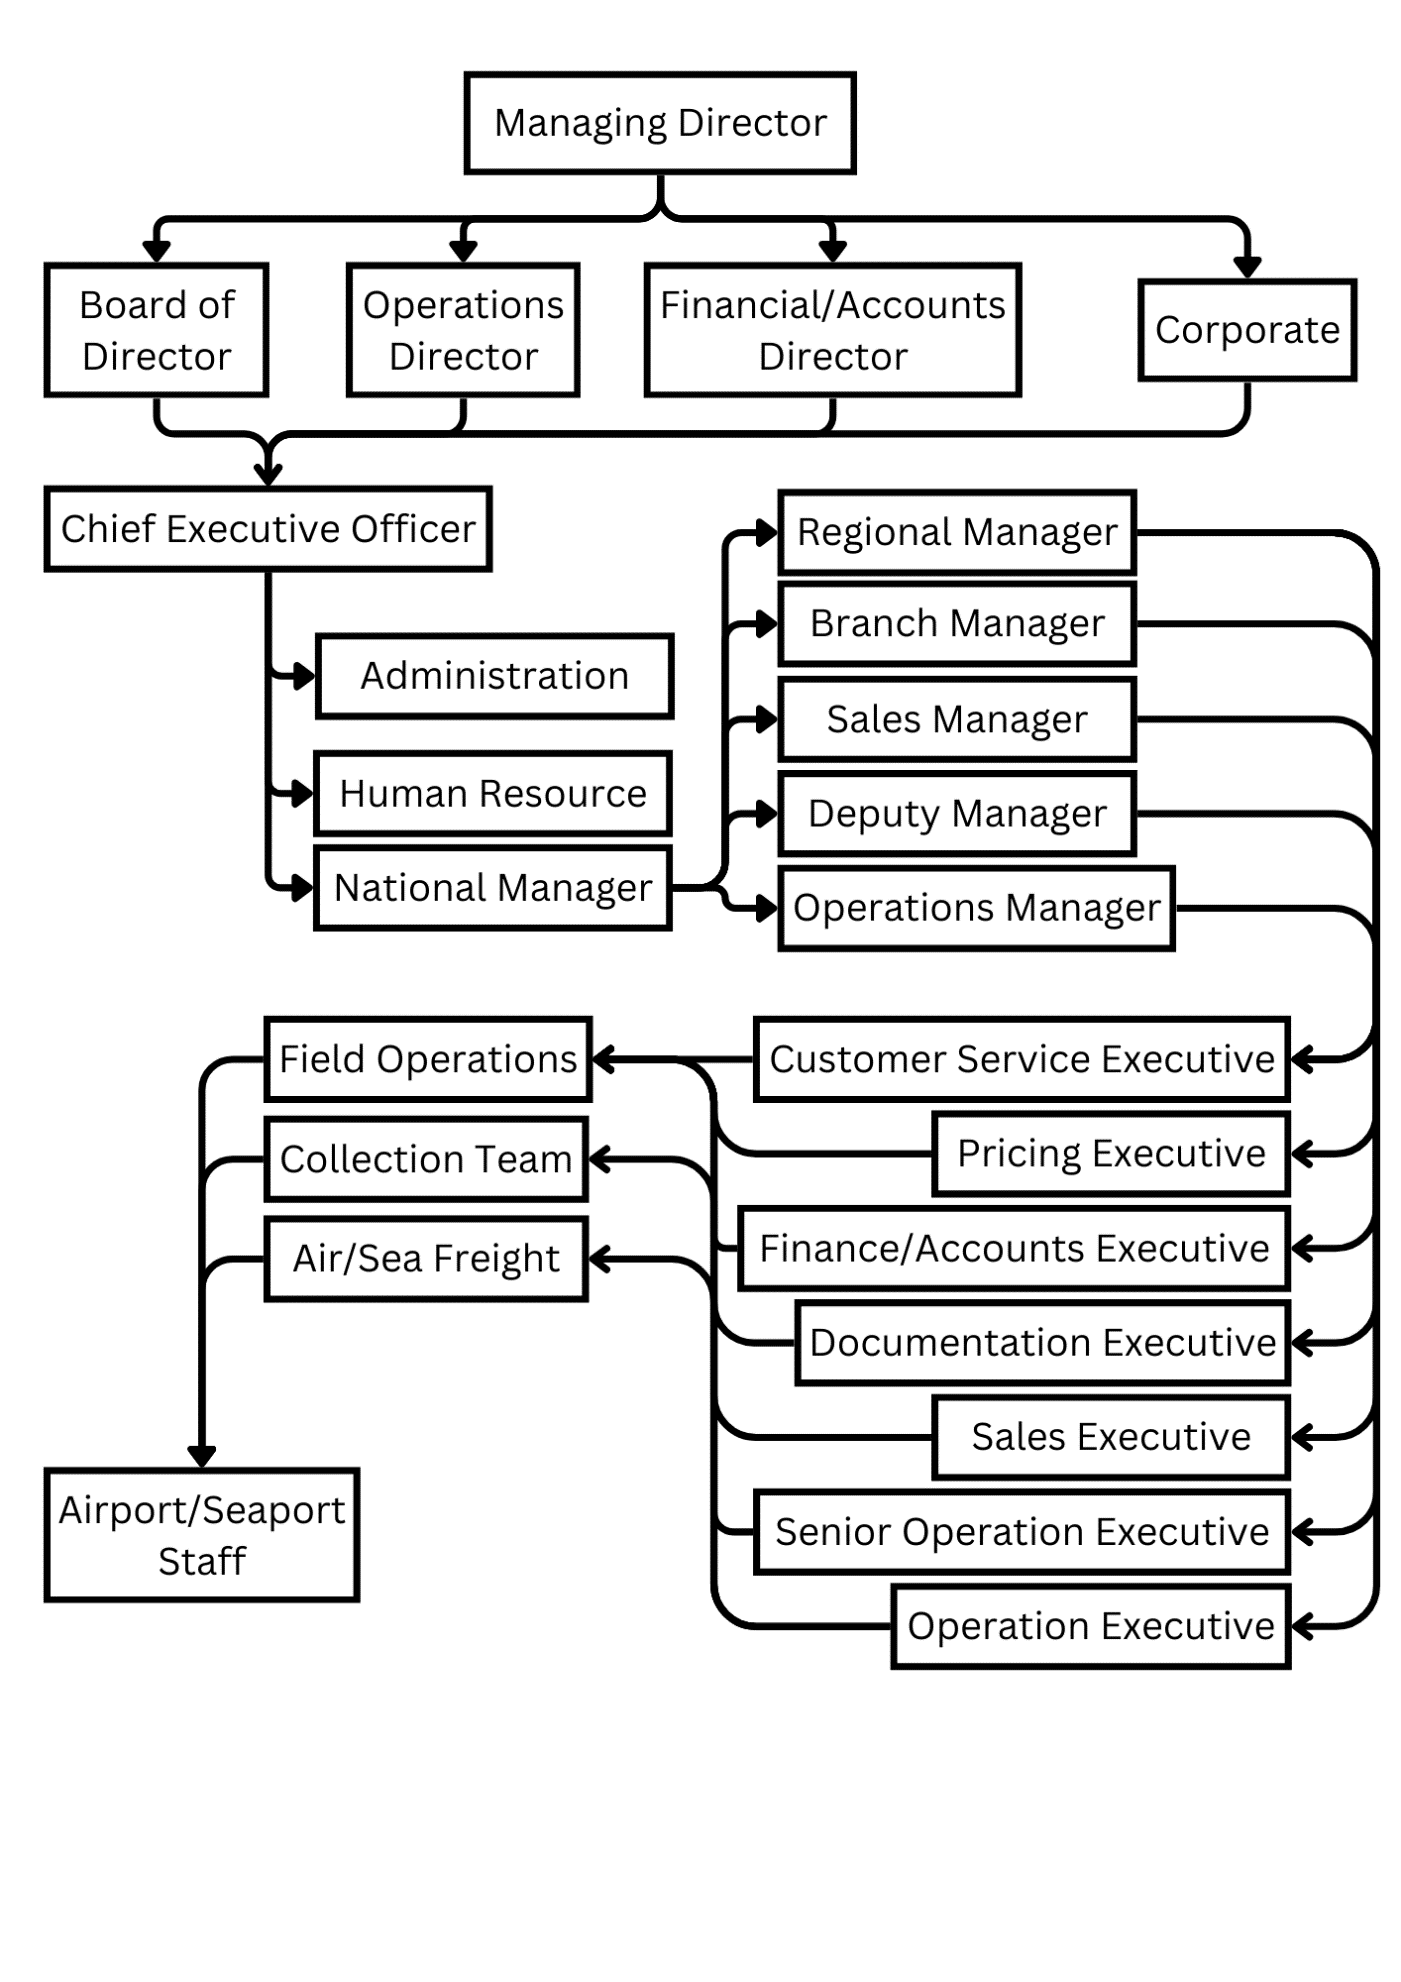 Managing Director
Board of
Director
Operations
Director
Financial/Accounts
Director
Corporate
Chief Executive Officer
Administration
Human Resource
National Manager
Regional Manager
Branch Manager
Sales Manager
Deputy Manager
Operations Manager
Customer Service Executive
Pricing Executive
Finance/Accounts Executive
Documentation Executive
Sales Executive
Senior Operation Executive
Operation Executive
Field Operations
Collection Team
Air/Sea Freight
Airport/Seaport
Staff